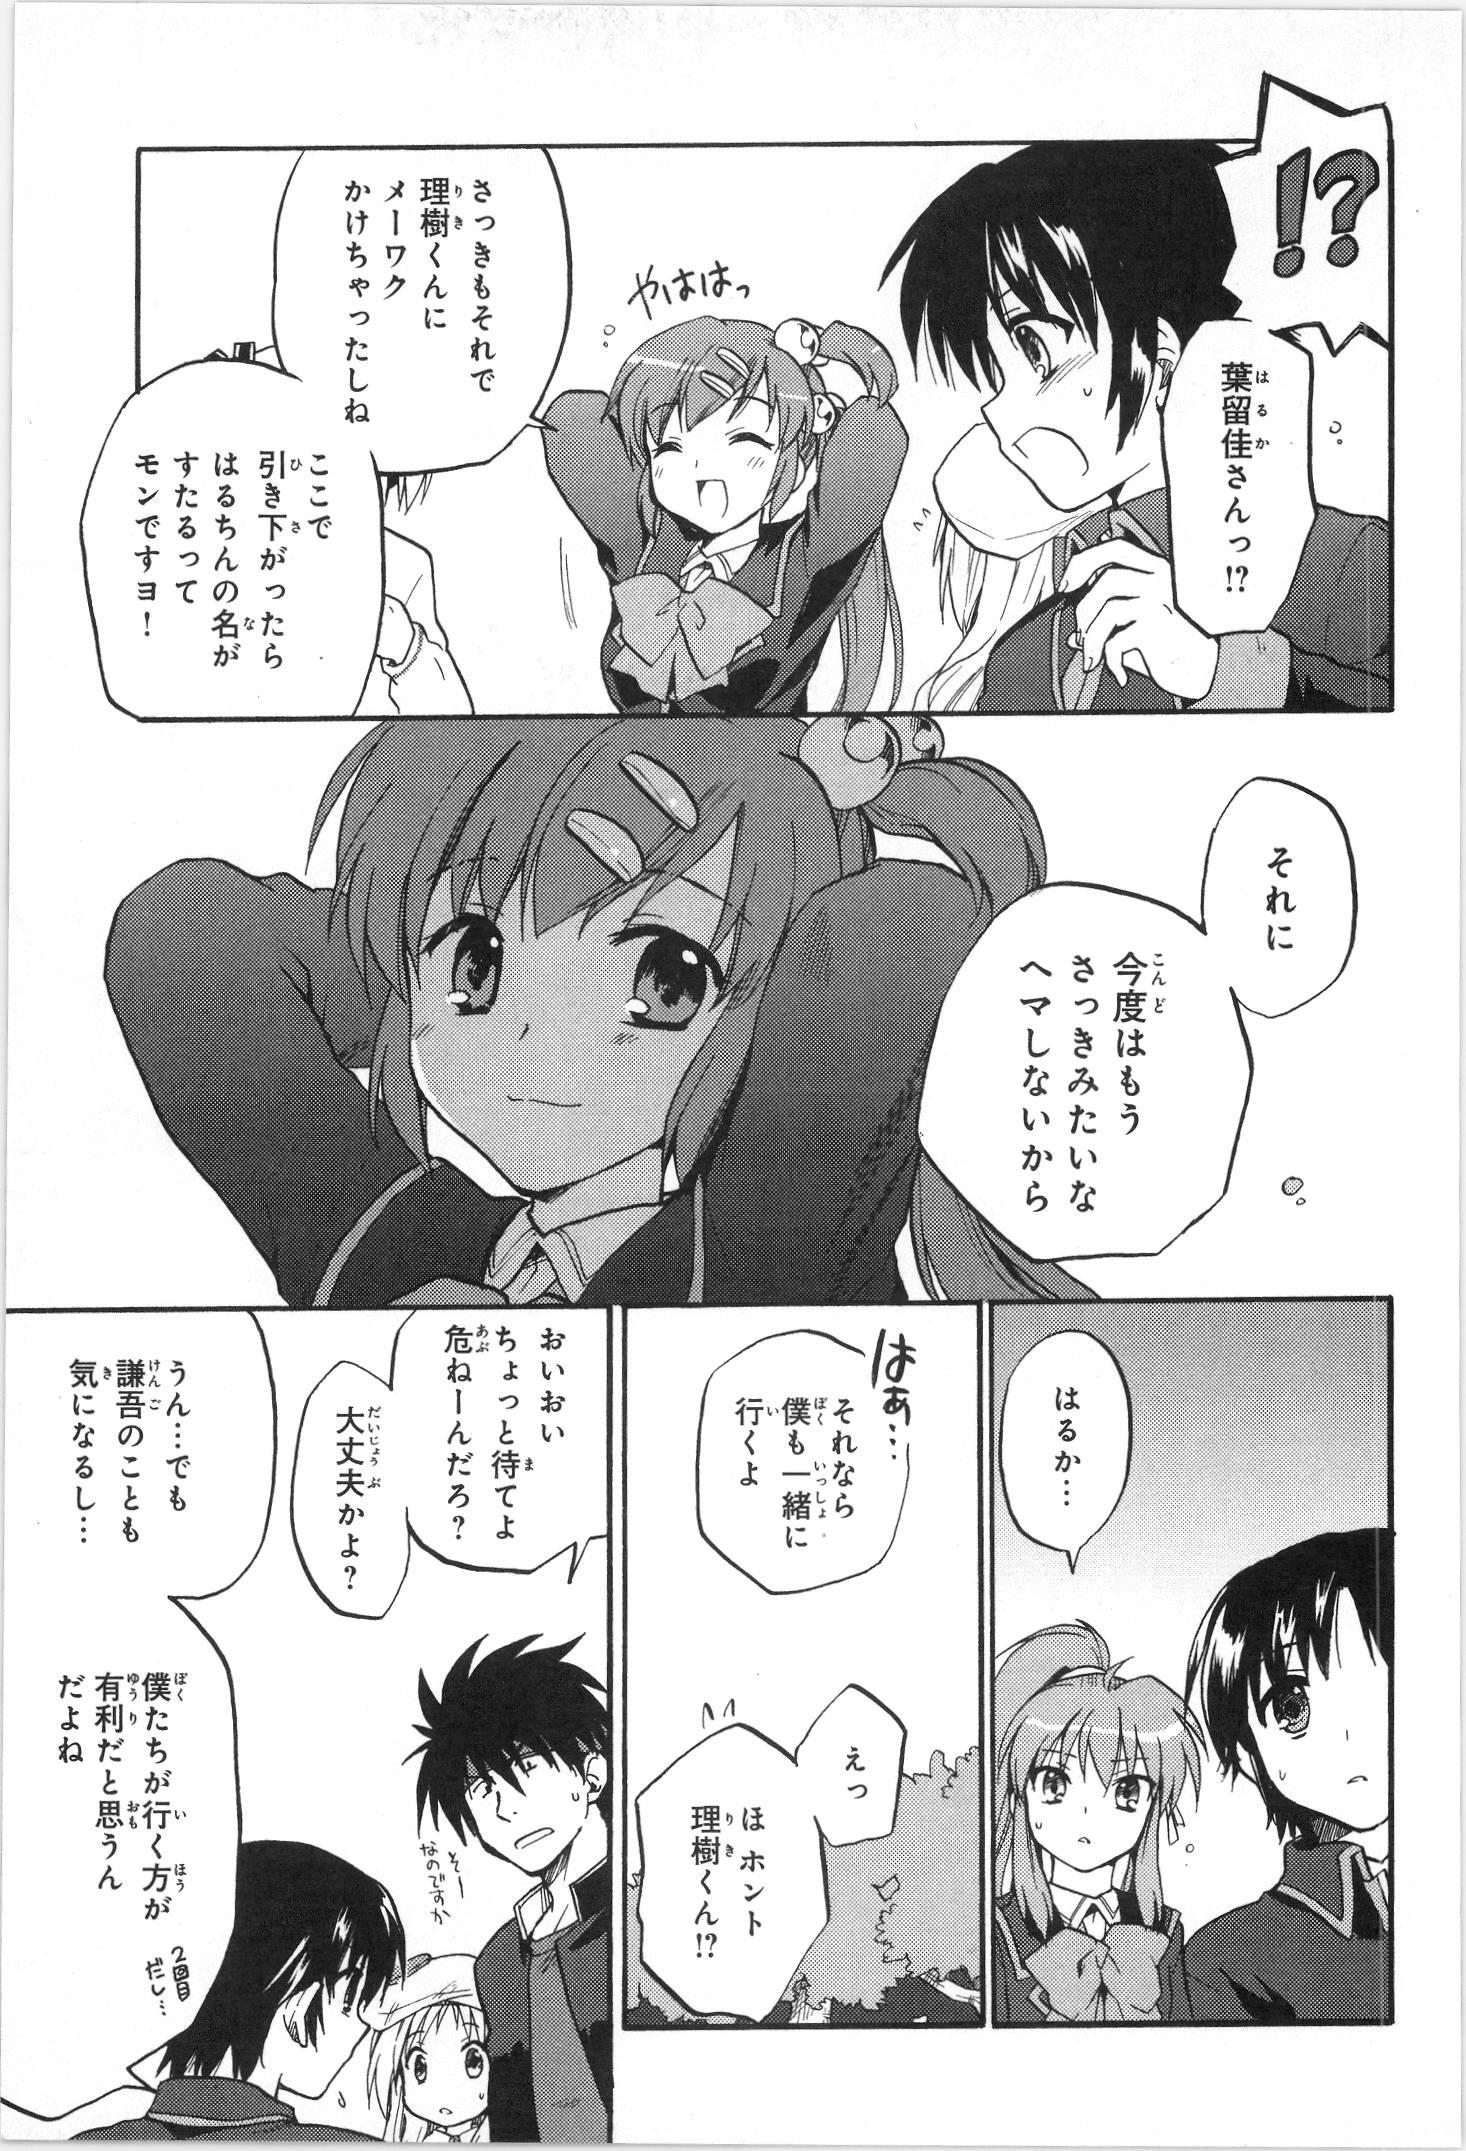 !?
葉留佳さんっ!?
やはは
さっきもそれで
理樹くんに
メーワク
かけちゃったしね
ここで
引き下がったら
はるちんの名が
すたるって
モンですヨ!
それに
今度はもう
さっきみたいな
ヘマしないから
はるか…
はぁ…
それなら
僕も一緒に
行くよ
えっ
ほ ホント
理樹くん!?
おいおい
ちょっと待てよ
危ねーんだろ?
大丈夫かよ?
そー
なのですか
うん…でも
謙吾のことも
気になるし…
僕たちが行く方が
有利だと思うん
だよね
2回目
だし…